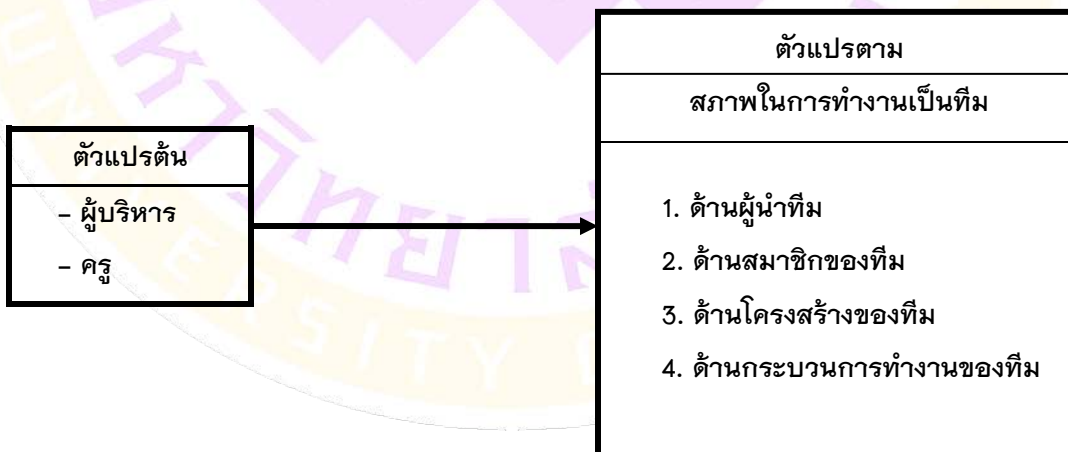 ตัวแปรต้น
– ผู้บริหาร
– ครู
ตัวแปรตาม
สภาพในการทำงานเป็นทีม
1. ด้านผู้นำทีม
2. ด้านสมาชิกของทีม
3. ด้านโครงสร้างของทีม
4. ด้านกระบวนการทำงานของทีม